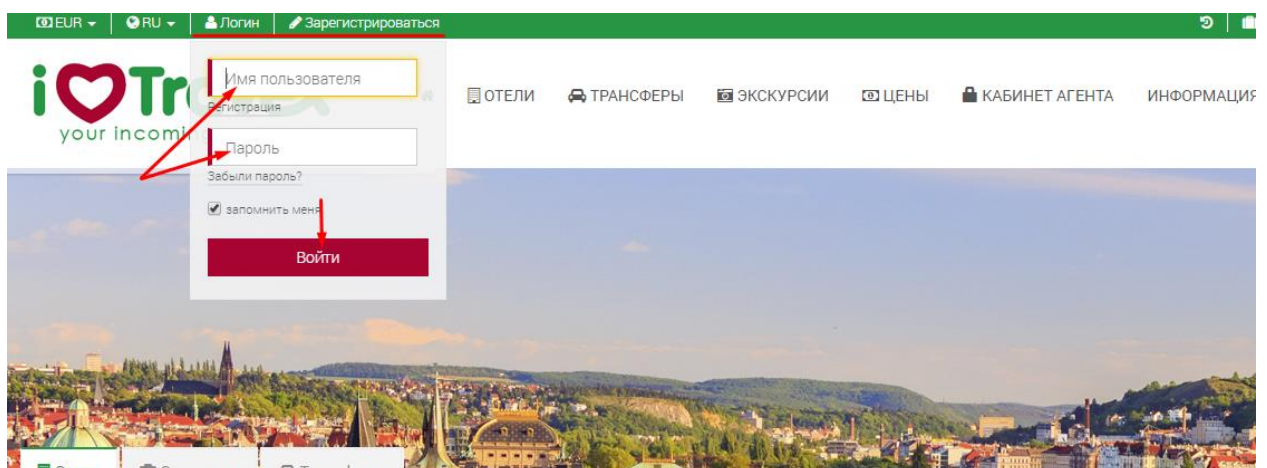 EUR RU Логин Зарегистрироваться
Имя пользователя
i Tr
ОТЕЛИ ТРАНСФЕРЫ ЭКСКУРСИИ ЦЕНЫ КАБИНЕТ АГЕНТА ИНФОРМАЦИЯ
Регистрация
your incomi
Пароль
Забыли пароль?
запомнить меня
Войти